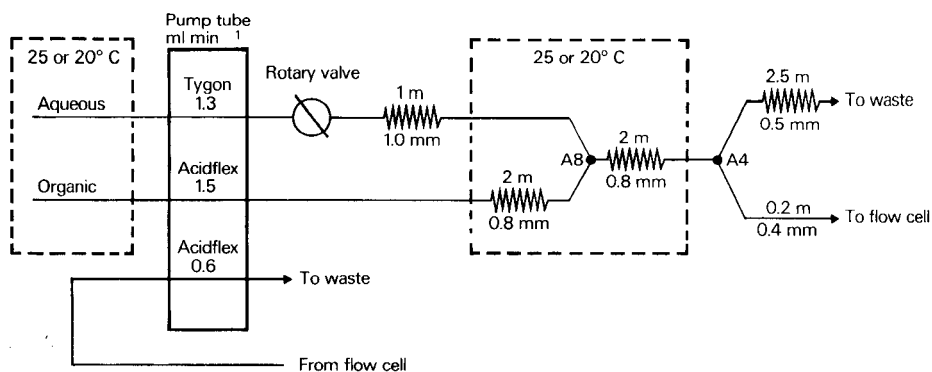 Pump tube
ml min 1
25 or 20° C
25 or 20° C
Rotary valve
Tygon
1.3
Aqueous
1 m
1.0 mm
2.5 m
0.5 mm
To waste
A8
2 m
0.8 mm
A4
Acidflex
1.5
Organic
2 m
0.8 mm
0.2 m
0.4 mm
To flow cell
Acidflex
0.6
To waste
From flow cell